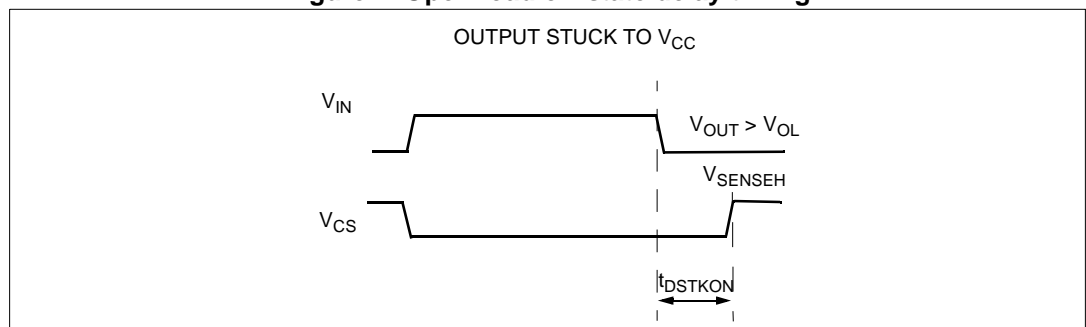 OUTPUT STUCK TO VCC
VIN
VOUT > VOL
VSENSEH
VCS
tDSTKON